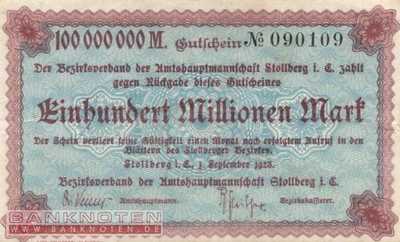 100 000 000 M. Gutschein № 090109
Der Bezirksverband der Amtshauptmannschaft Stollberg i. E. zahlt
gegen Rückgabe dieses Gutscheines
Einhundert Millionen Mark
Der Schein verliert seine Gültigkeit einen Monat nach erfolgtem Aufruf in den
Blättern des Stollberger Bezirkes.
Stollberg i. E., 1. September 1923.
Bezirksverband der Amtshauptmannschaft Stollberg i. E.
Amtshauptmann. Bezirkskassierer.
BANKNOTEN
WWW.BANKNOTEN.DE